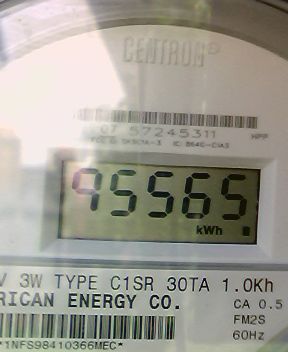 CENTRON®
07 57245311
HPP
95565
kWh
V 3W TYPE C1SR 30TA 1.0Kh
RICAN ENERGY CO.
CA 0.5
FM2S
60Hz
*1NFS98410366MEC*